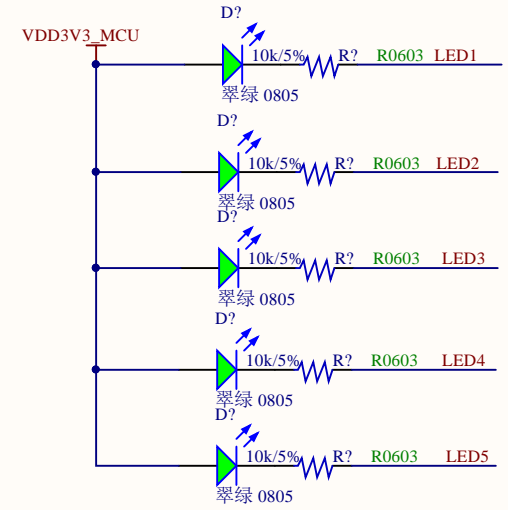 D?
VDD3V3_MCU
10k/5% R? R0603 LED1
翠绿 0805
D?
10k/5% R? R0603 LED2
翠绿 0805
D?
10k/5% R? R0603 LED3
翠绿 0805
D?
10k/5% R? R0603 LED4
翠绿 0805
D?
10k/5% R? R0603 LED5
翠绿 0805